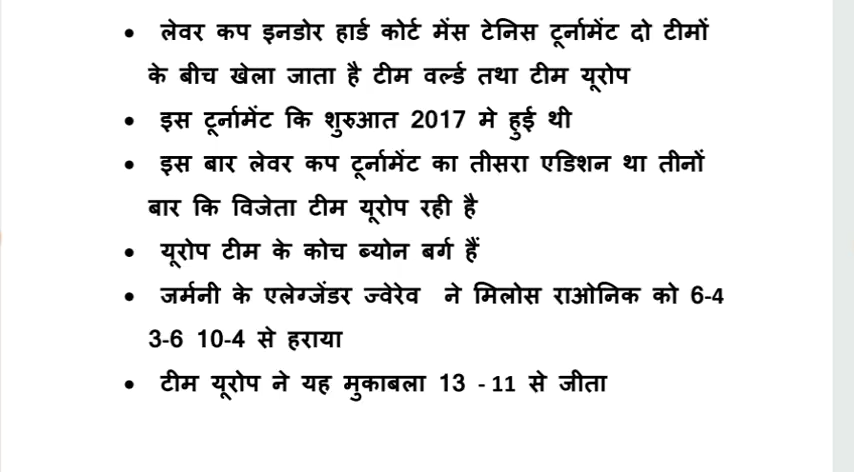 • लेवर कप इनडोर हार्ड कोर्ट मेंस टेनिस टूर्नामेंट दो टीमों
के बीच खेला जाता है टीम वर्ल्ड तथा टीम यूरोप
• इस टूर्नामेंट कि शुरुआत 2017 मे हुई थी
• इस बार लेवर कप टूर्नामेंट का तीसरा एडिशन था तीनों
बार कि विजेता टीम यूरोप रही है
• यूरोप टीम के कोच ब्योन बर्ग हैं
• जर्मनी के एलेग्जेंडर ज्वेरेव ने मिलोस राओनिक को 6-4
3-6 10-4 से हराया
• टीम यूरोप ने यह मुकाबला 13 - 11 से जीता